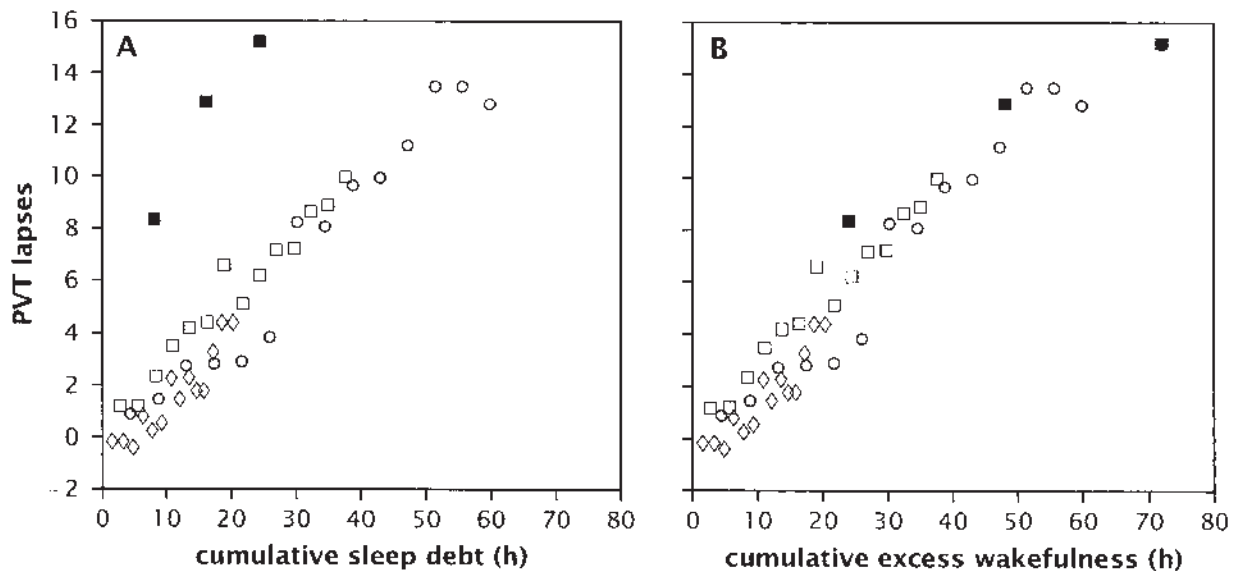 A
B
16
14
12
10
8
6
4
2
0
2
PVT lapses
0 10 20 30 40 50 60 70 80
0 10 20 30 40 50 60 70 80
cumulative sleep debt (h)
cumulative excess wakefulness (h)